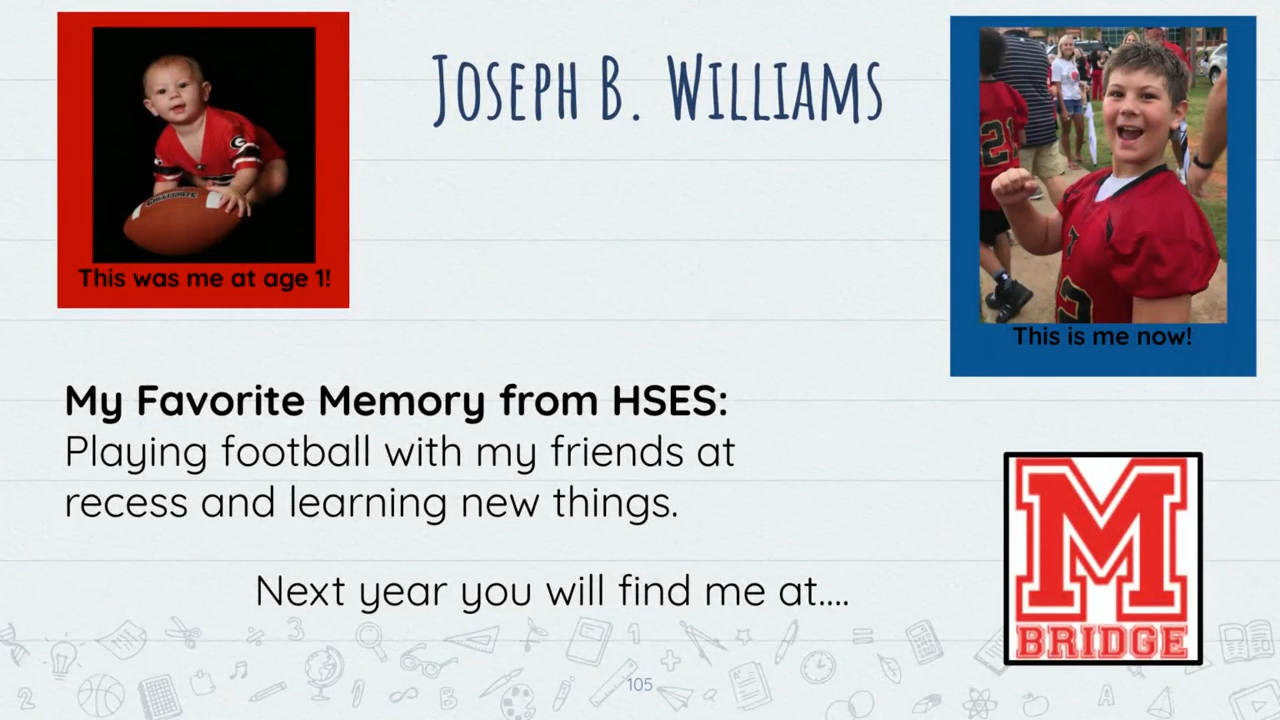 JOSEPH B. WILLIAMS
This was me at age 1!
This is me now!
My Favorite Memory from HSES:
Playing football with my friends at
recess and learning new things.
Next year you will find me at....
M
BRIDGE
105